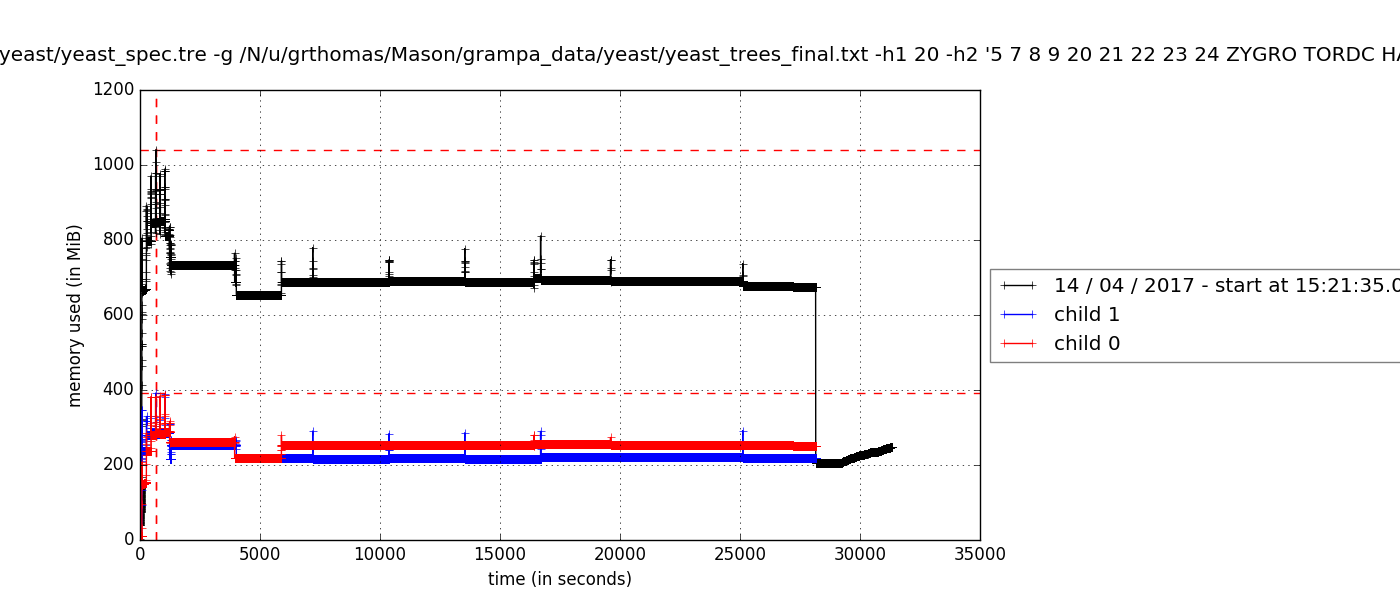 yeast/yeast_spec.tre -g /N/u/grthomas/Mason/grampa_data/yeast/yeast_trees_final.txt -h1 20 -h2 '5 7 8 9 20 21 22 23 24 ZYGRO TORDC HA
1200
1000
800
600
400
200
0
memory used (in MiB)
0 5000 10000 15000 20000 25000 30000 35000
time (in seconds)
14 / 04 / 2017 - start at 15:21:35.0
child 1
child 0